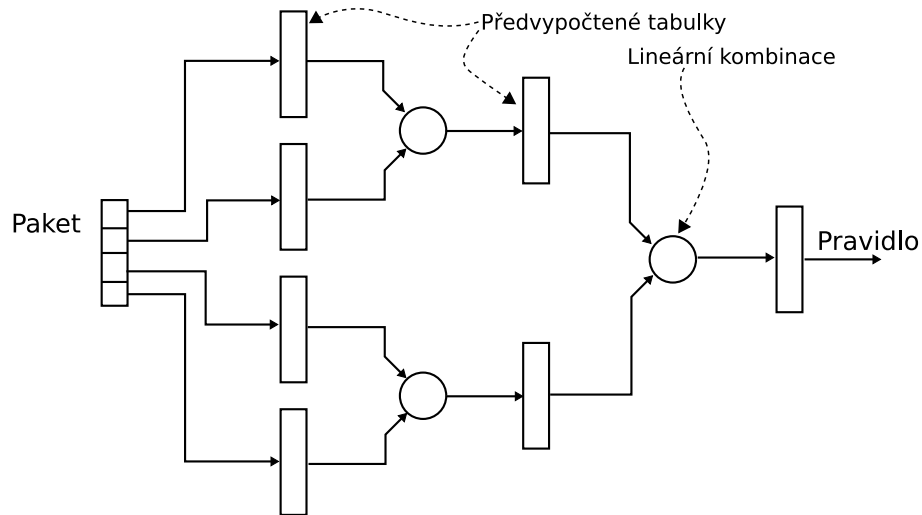 Předvypočtené tabulky
Lineární kombinace
Paket
Pravidlo